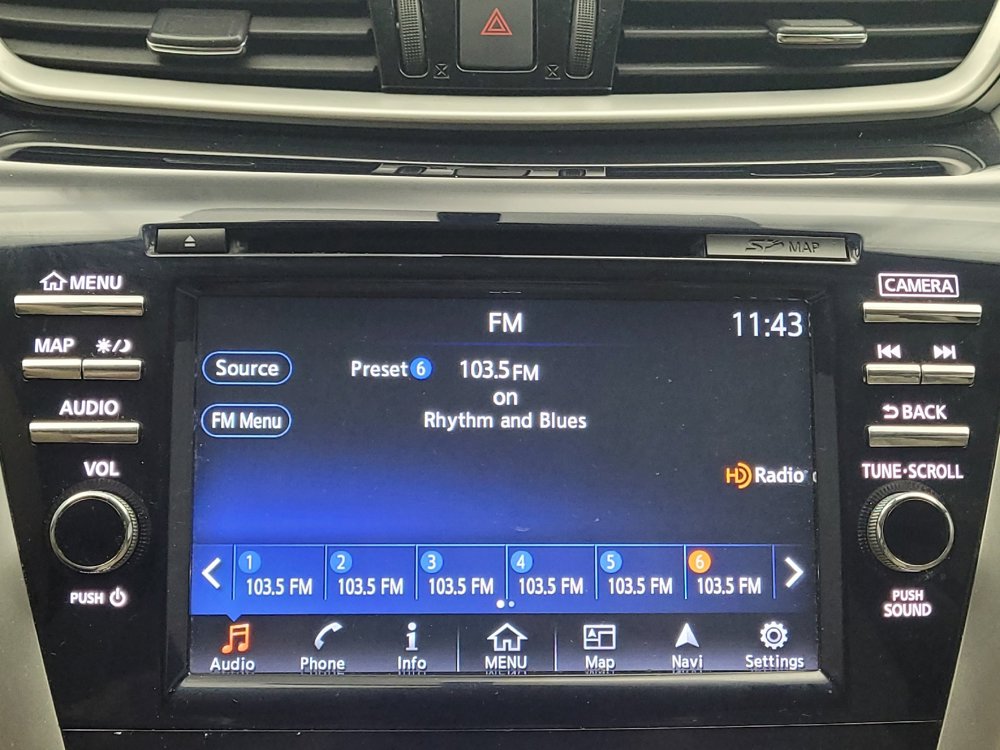 SD MAP
MENU
CAMERA
MAP
AUDIO
BACK
VOL
TUNE·SCROLL
PUSH
PUSH
SOUND
FM
11:43
Source
Preset 6 103.5 FM
on
FM Menu
Rhythm and Blues
HD Radio
1 2 3 4 5 6
103.5 FM 103.5 FM 103.5 FM 103.5 FM 103.5 FM 103.5 FM
Audio Phone Info MENU Map Navi Settings